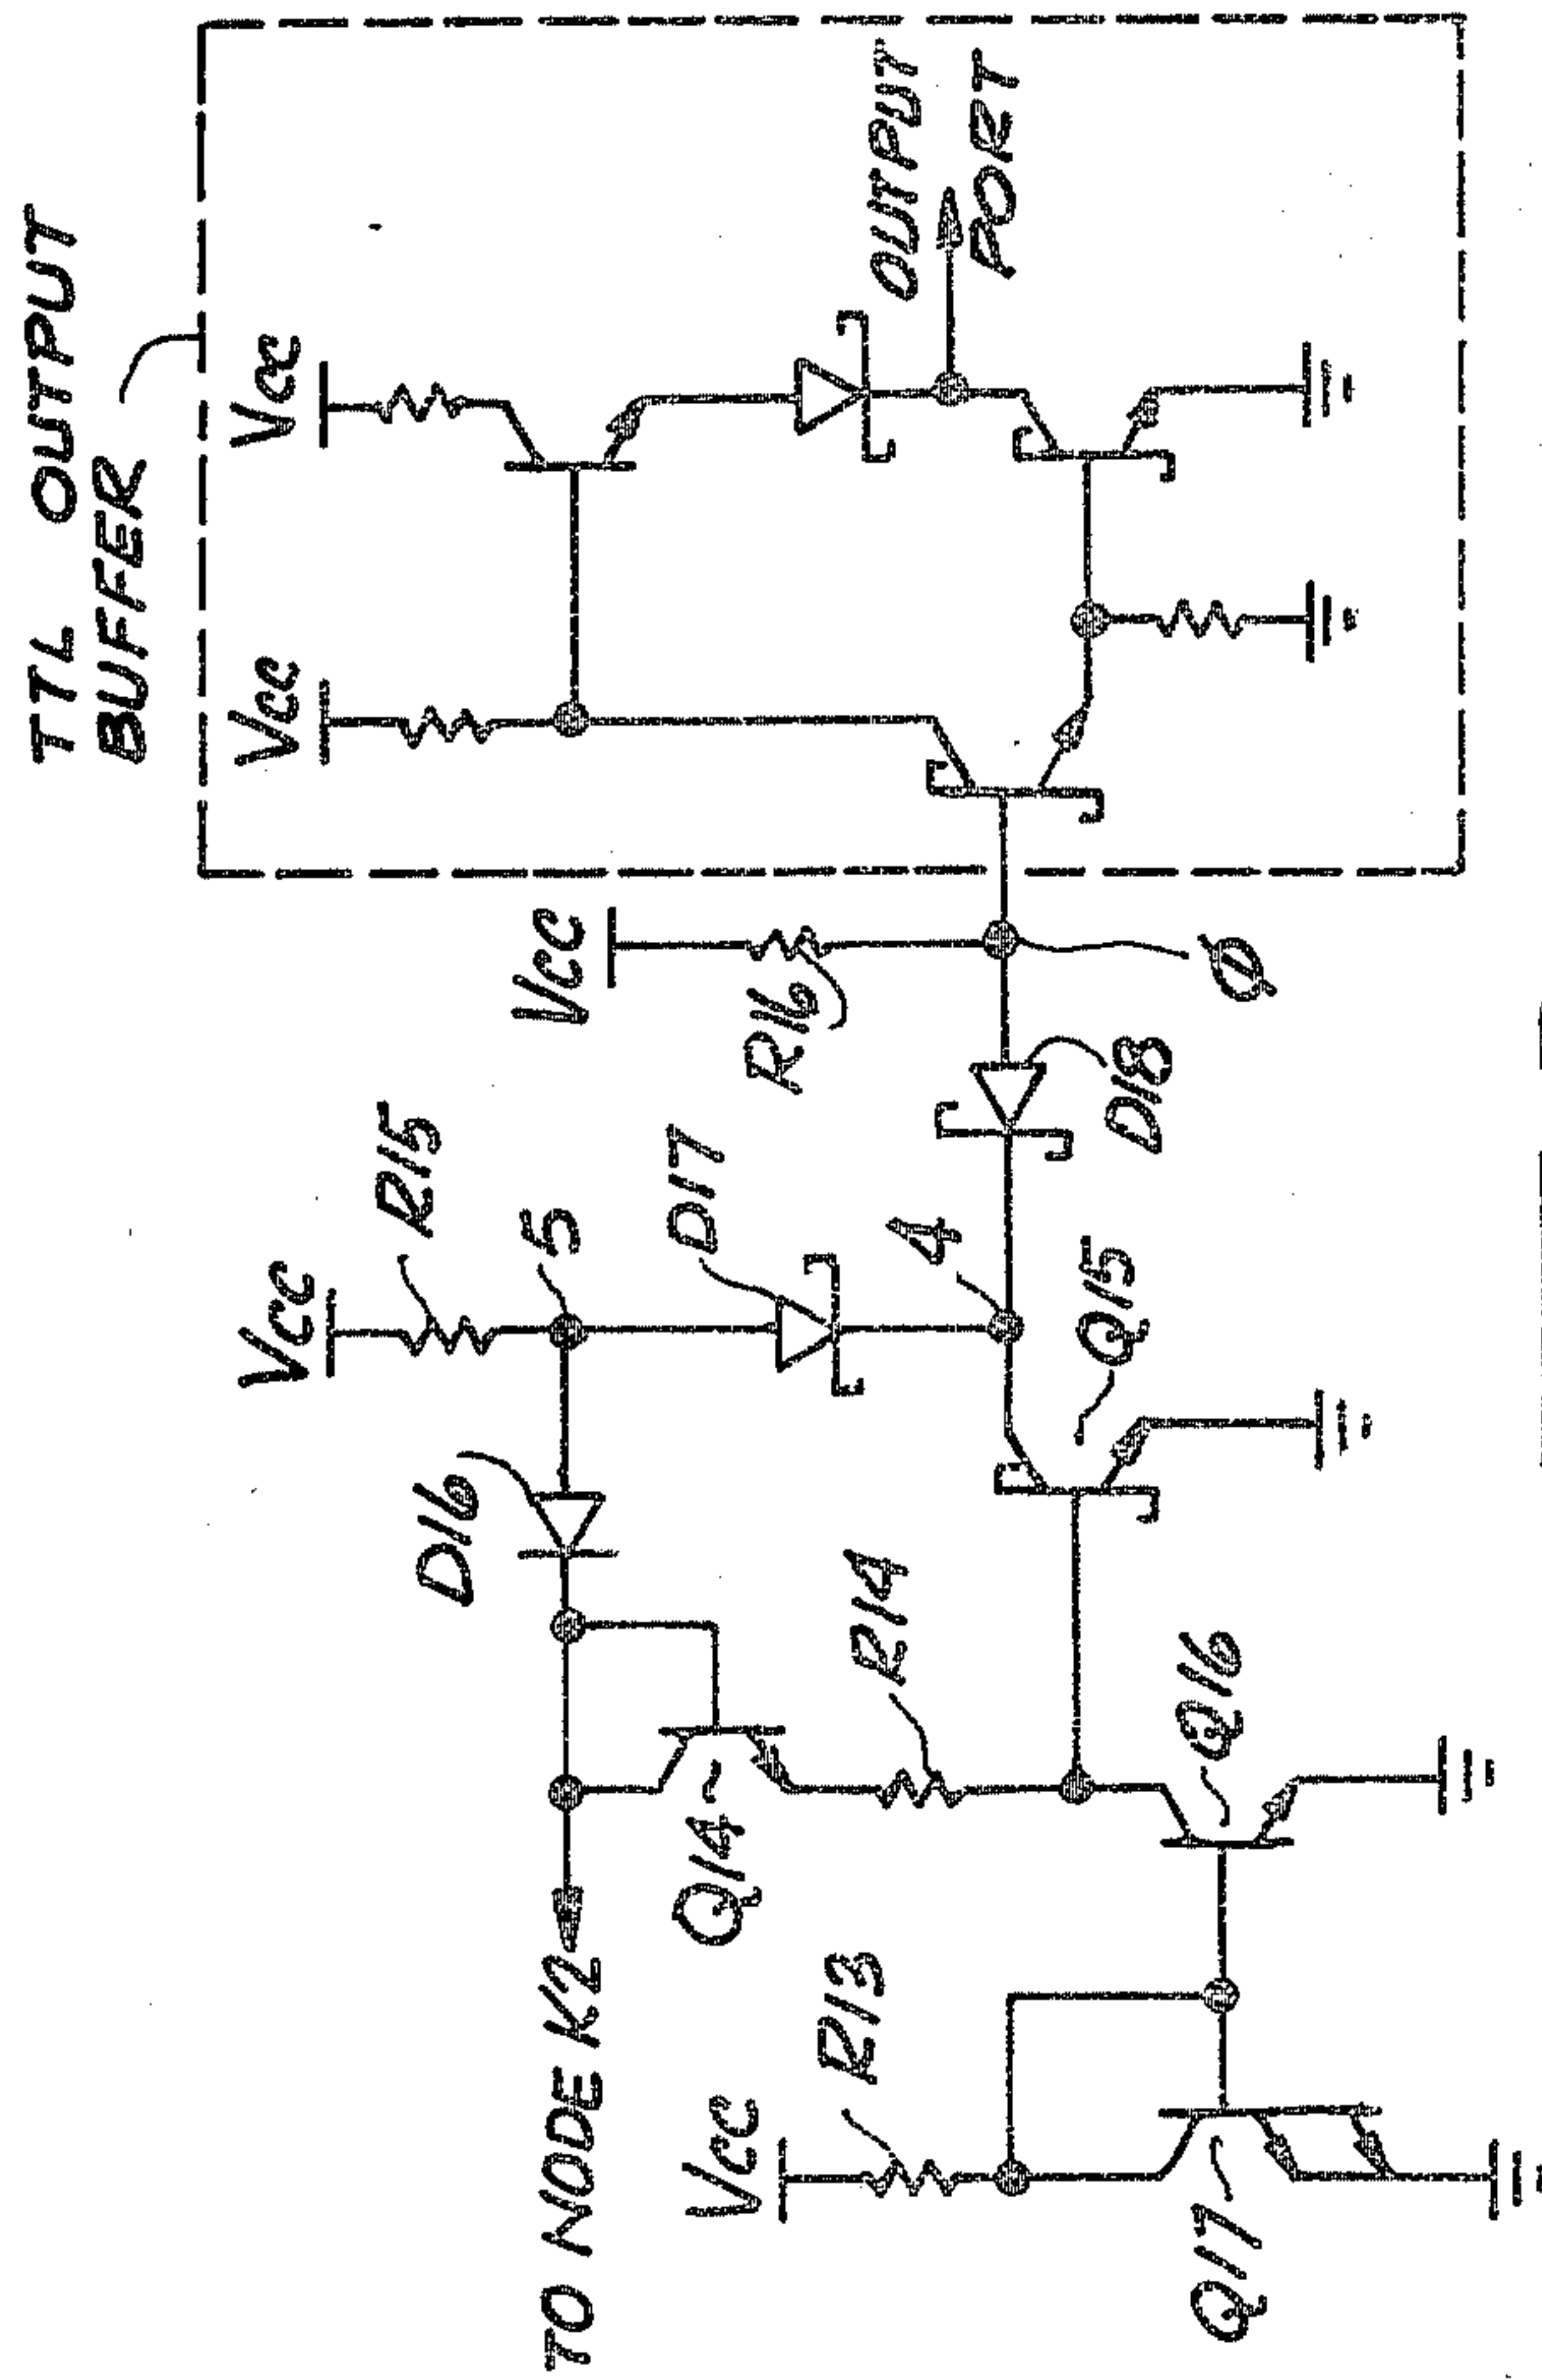 TTL OUTPUT
BUFFER
Vcc
Vcc
OUTPUT
PORT
Vcc
R16
Ø
D18
Vcc
R15
5
D17
4
Q15
D16
R14
Q14
Q16
TO NODE K2
Vcc
R13
Q17